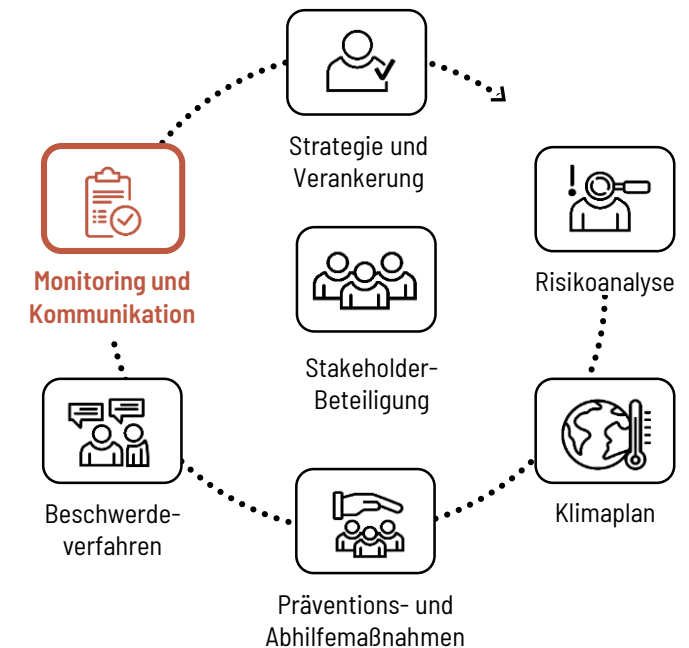 Strategie und
Verankerung
Monitoring und
Kommunikation
Risikoanalyse
Stakeholder-
Beteiligung
Beschwerde-
verfahren
Klimaplan
Präventions- und
Abhilfemaßnahmen